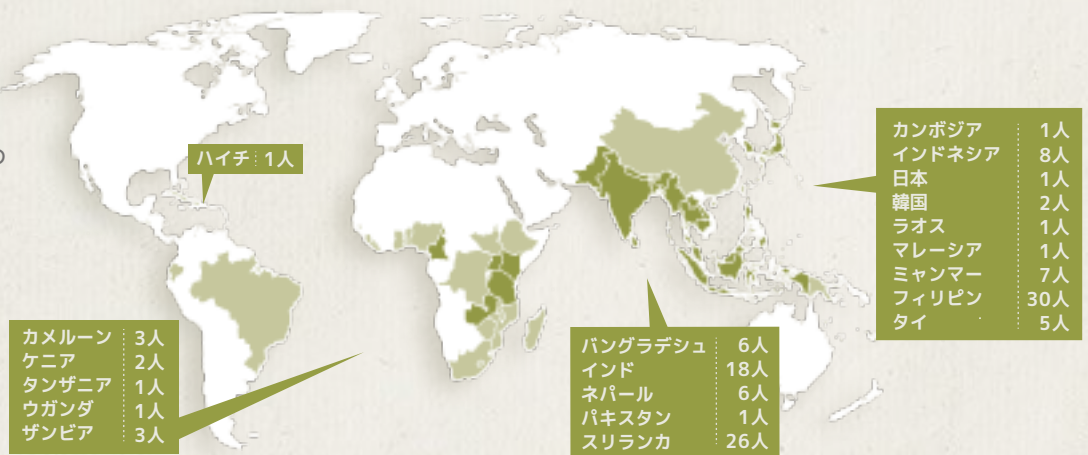 の
ハイチ 1人
カンボジア 1人
インドネシア 8人
日本 1人
韓国 2人
ラオス 1人
マレーシア 1人
ミャンマー 7人
フィリピン 30人
タイ 5人
カメルーン 3人
ケニア 2人
タンザニア 1人
ウガンダ 1人
ザンビア 3人
バングラデシュ 6人
インド 18人
ネパール 6人
パキスタン 1人
スリランカ 26人